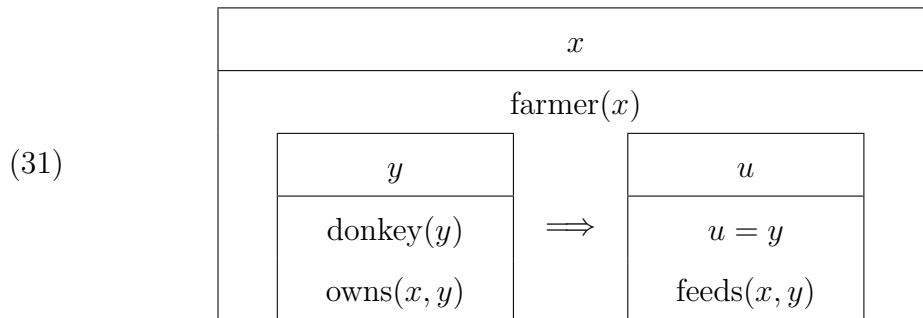 x
farmer(x)
(31)
y
u
donkey(y)
⟹
u = y
owns(x, y)
feeds(x, y)